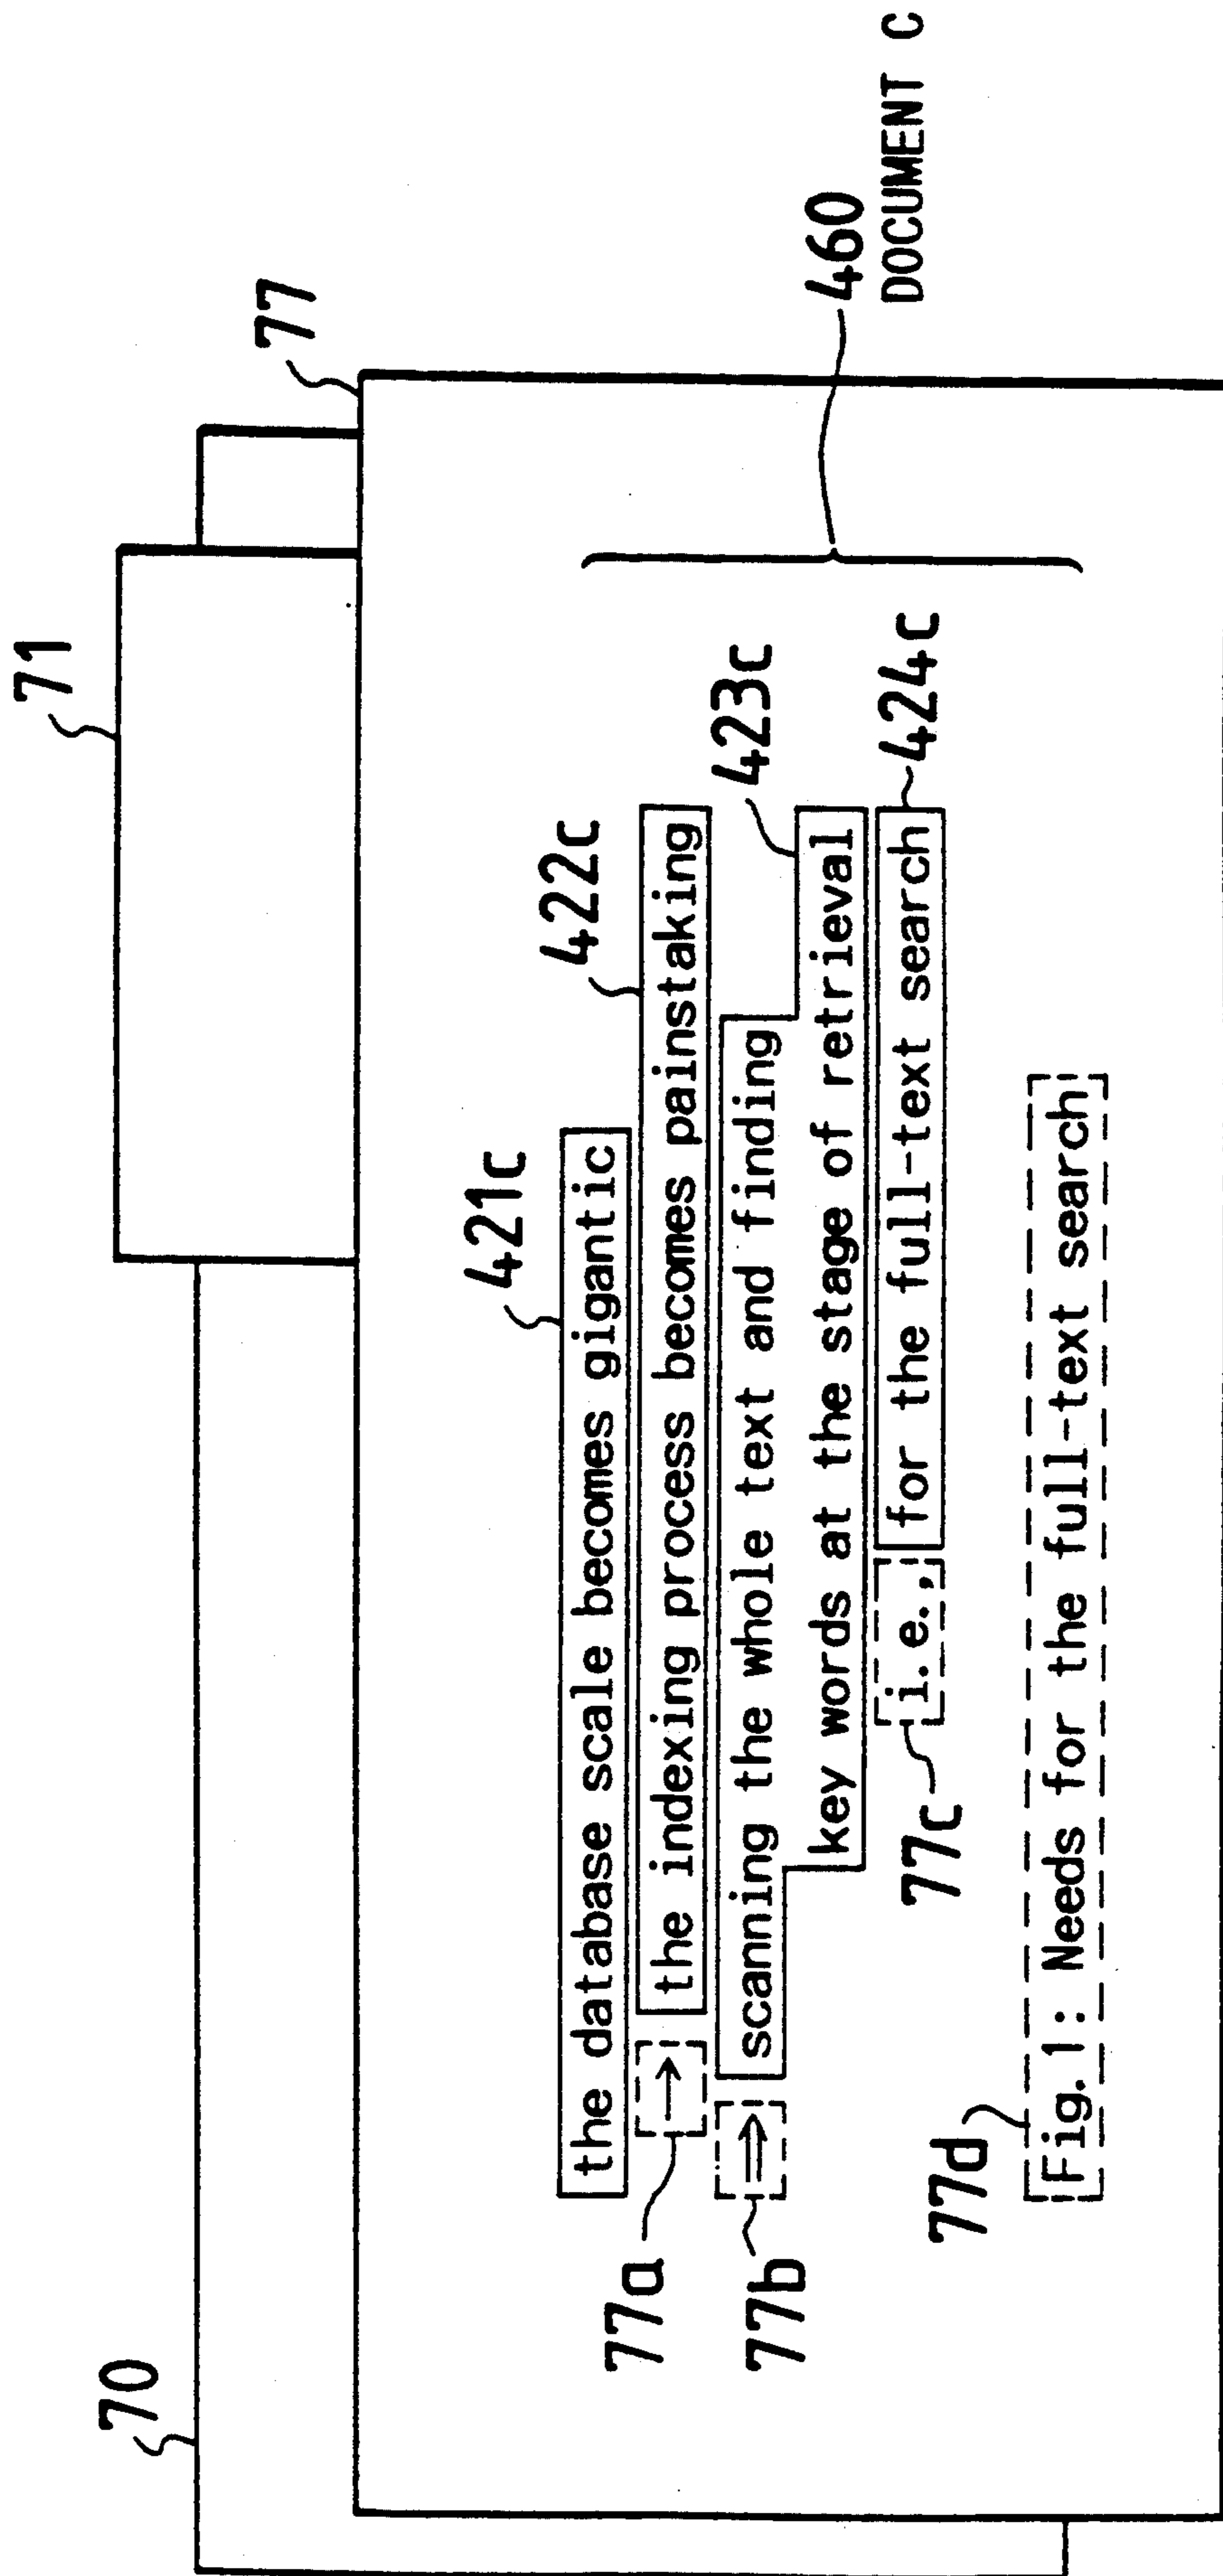 70
71
77
421c
the database scale becomes gigantic
422c
77a → the indexing process becomes painstaking
77b ⇒ scanning the whole text and finding
423c
key words at the stage of retrieval
77c i.e., for the full-text search 424c
460
DOCUMENT C
77d
Fig.1: Needs for the full-text search